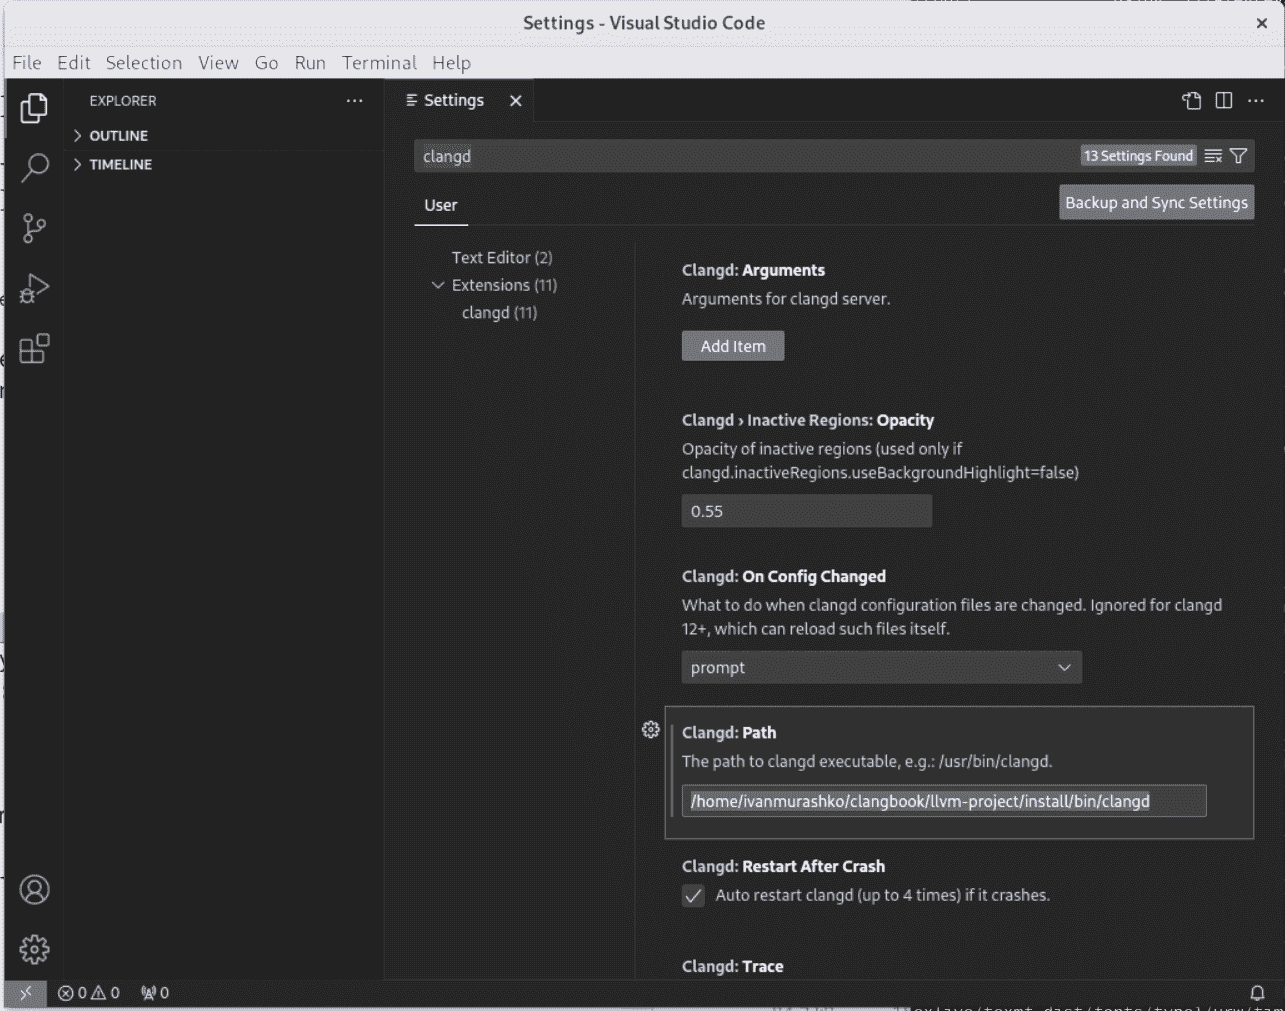 Settings - Visual Studio Code
File Edit Selection View Go Run Terminal Help
EXPLORER
OUTLINE
TIMELINE
Settings
clangd
13 Settings Found
User
Backup and Sync Settings
Text Editor (2)
Extensions (11)
clangd (11)
Clangd: Arguments
Arguments for clangd server.
Add Item
Clangd › Inactive Regions: Opacity
Opacity of inactive regions (used only if
clangd.inactiveRegions.useBackgroundHighlight=false)
0.55
Clangd: On Config Changed
What to do when clangd configuration files are changed. Ignored for clangd
12+, which can reload such files itself.
prompt
Clangd: Path
The path to clangd executable, e.g.: /usr/bin/clangd.
/home/ivanmurashko/clangbook/llvm-project/install/bin/clangd
Clangd: Restart After Crash
Auto restart clangd (up to 4 times) if it crashes.
Clangd: Trace
0 0 0